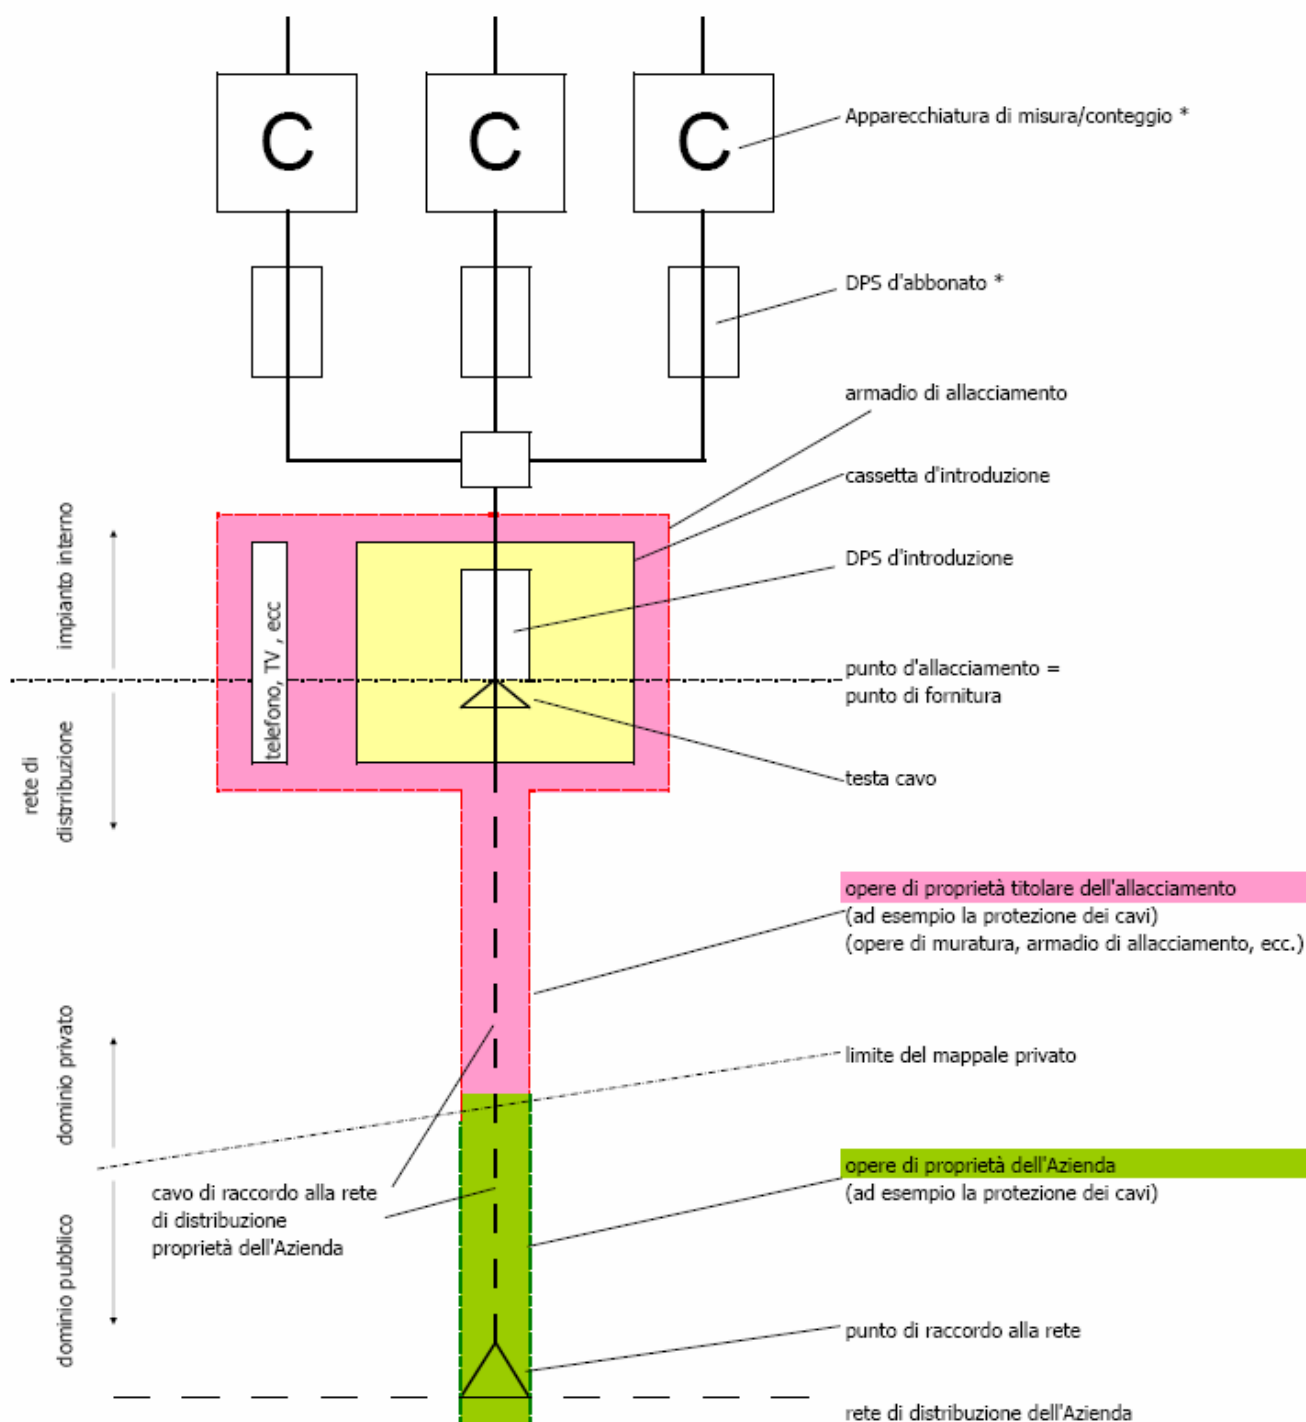 C
C
C
Apparecchiatura di misura/conteggio *
DPS d'abbonato *
armadio di allacciamento
cassetta d'introduzione
DPS d'introduzione
impianto interno
telefono, TV , ecc
punto d'allacciamento =
punto di fornitura
rete di
distrribuzione
testa cavo
opere di proprietà titolare dell'allacciamento
(ad esempio la protezione dei cavi)
(opere di muratura, armadio di allacciamento, ecc.)
dominio privato
limite del mappale privato
opere di proprietà dell'Azienda
(ad esempio la protezione dei cavi)
cavo di raccordo alla rete
di distribuzione
proprietà dell'Azienda
dominio pubblico
punto di raccordo alla rete
rete di distribuzione dell'Azienda